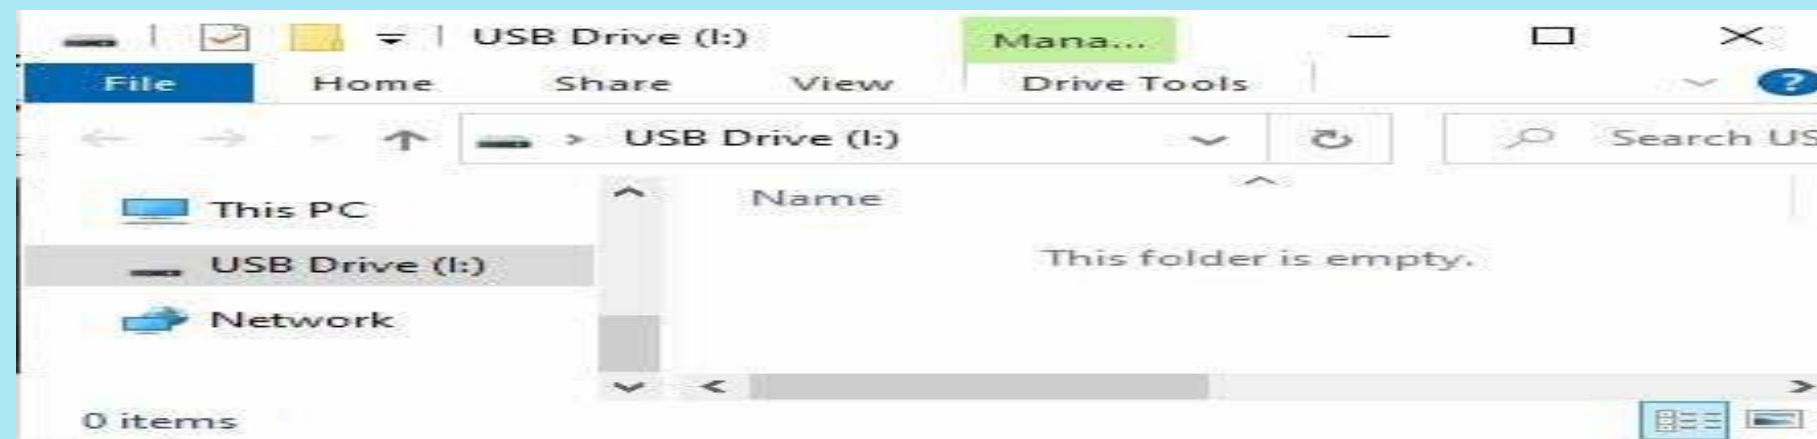 USB Drive (I:) Mana...
File Home Share View Drive Tools ?
USB Drive (I:) Search US
This PC Name
USB Drive (I:) This folder is empty.
Network
0 items